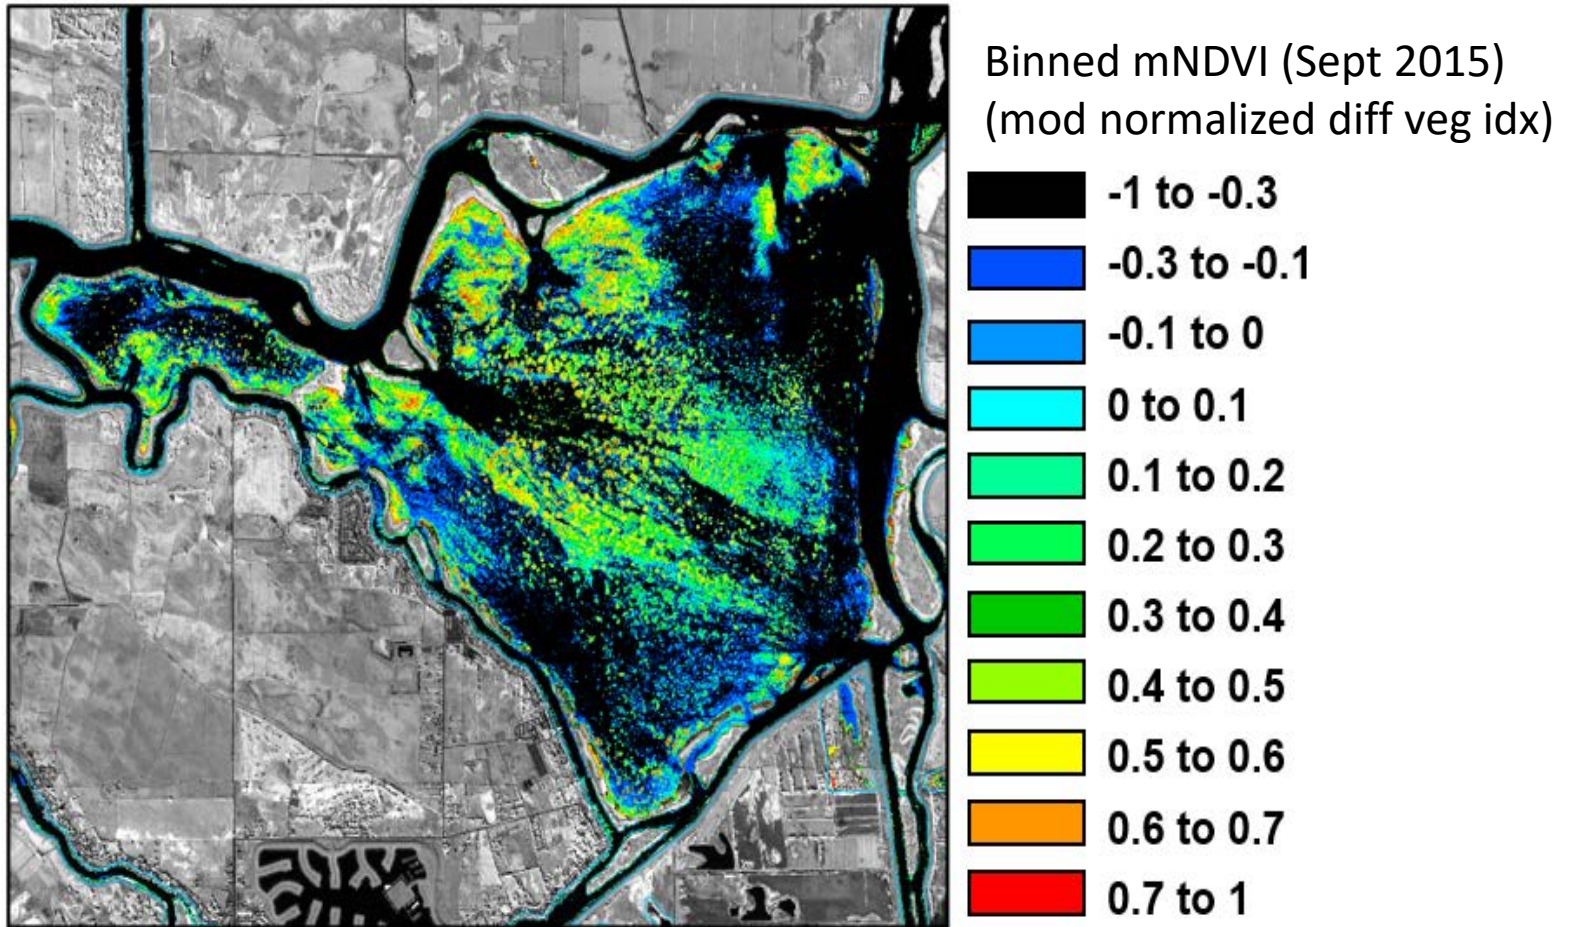 Binned mNDVI (Sept 2015)
(mod normalized diff veg idx)
-1 to -0.3
-0.3 to -0.1
-0.1 to 0
0 to 0.1
0.1 to 0.2
0.2 to 0.3
0.3 to 0.4
0.4 to 0.5
0.5 to 0.6
0.6 to 0.7
0.7 to 1